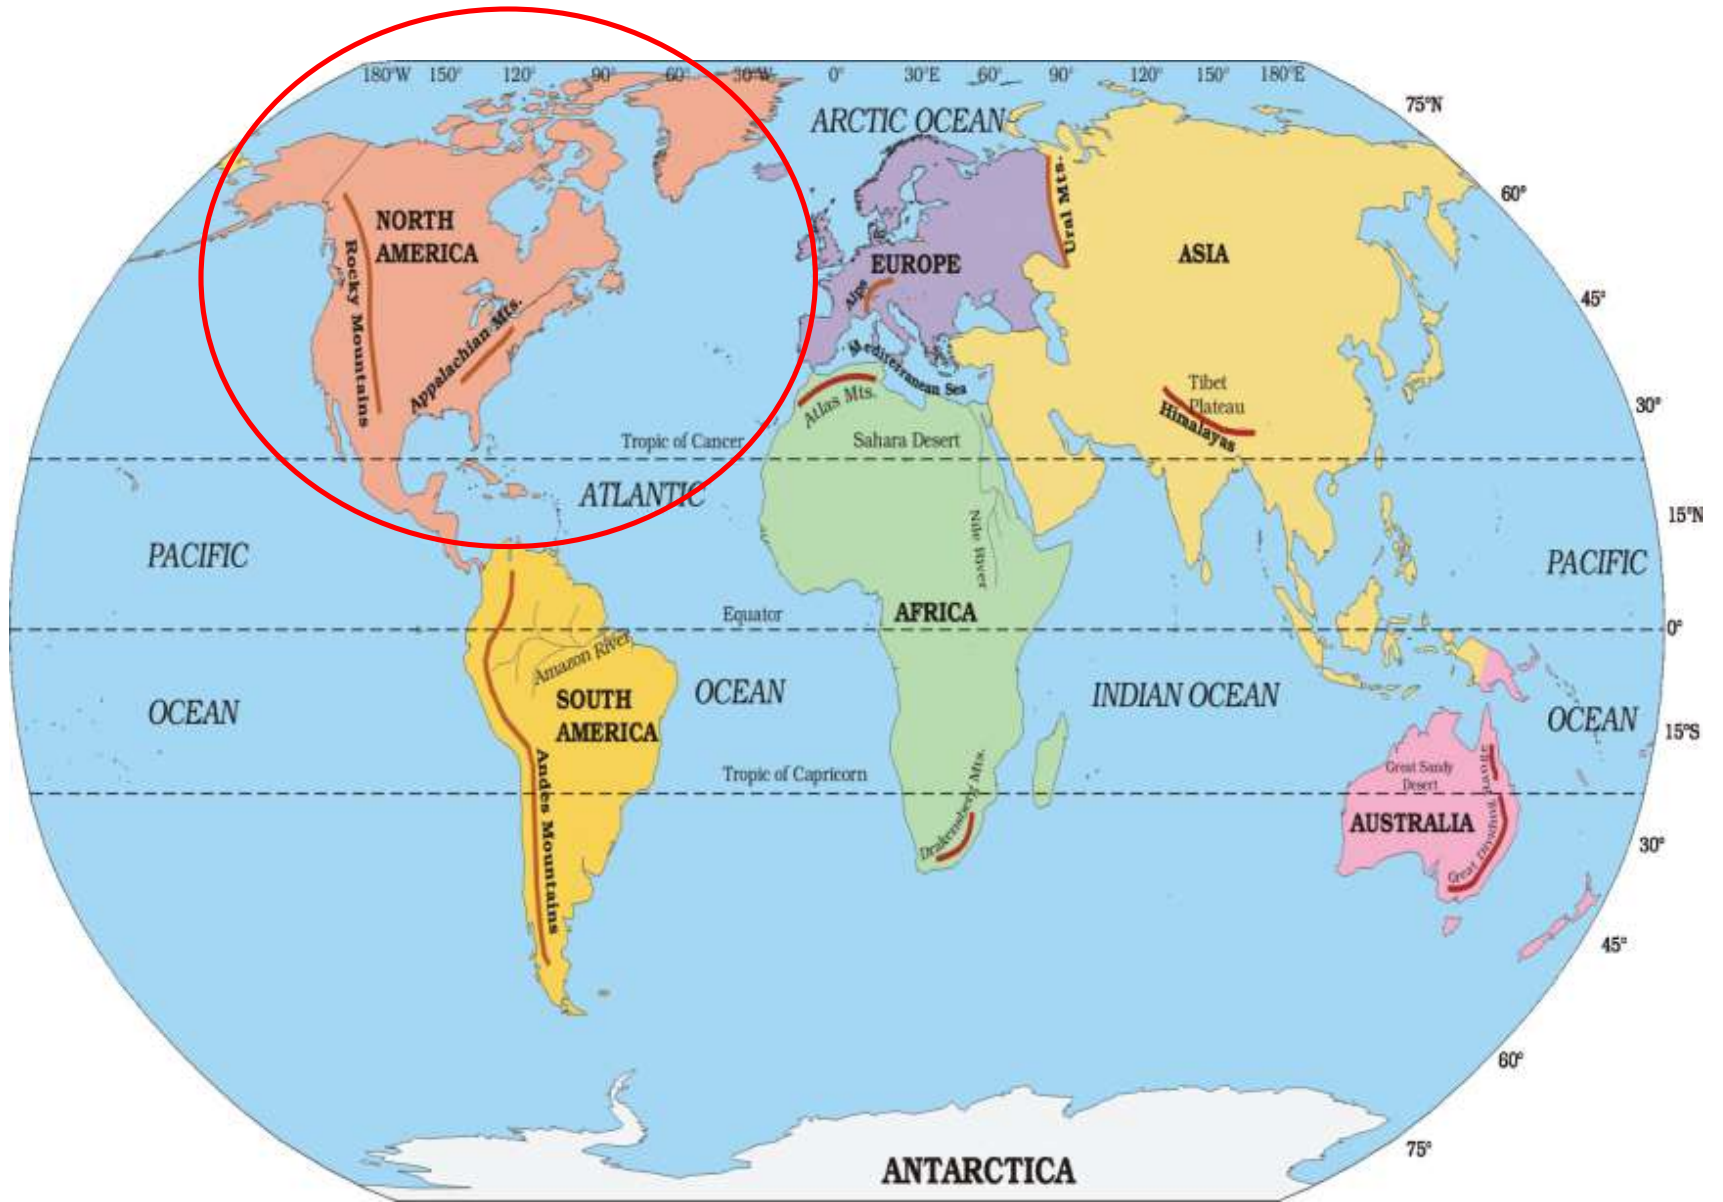 180°W 150° 120° 90° 60° 30°W 0° 30°E 60° 90° 120° 150° 180°E
75°N
ARCTIC OCEAN
60°
NORTH
AMERICA
Rocky Mountains
Appalachian Mts.
EUROPE
Alps
Ural Mts.
ASIA
45°
Mediterranean Sea
Atlas Mts.
Tibet
Plateau
Himalayas
30°
Tropic of Cancer
Sahara Desert
ATLANTIC
Nile River
15°N
PACIFIC
PACIFIC
Equator
AFRICA
0°
Amazon River
OCEAN
SOUTH
AMERICA
OCEAN
INDIAN OCEAN
OCEAN
15°S
Andes Mountains
Tropic of Capricorn
Drakensberg Mts.
Great Sandy
Desert
AUSTRALIA
Great Dividing Range
30°
45°
60°
75°
ANTARCTICA